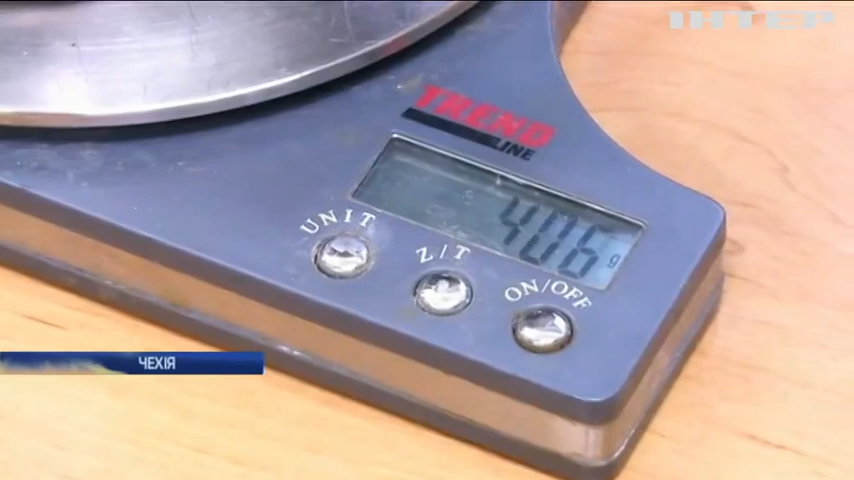 ІНТЕР
TREND
LINE
406 g
UNIT
Z/T
ON/OFF
ЧЕХІЯ